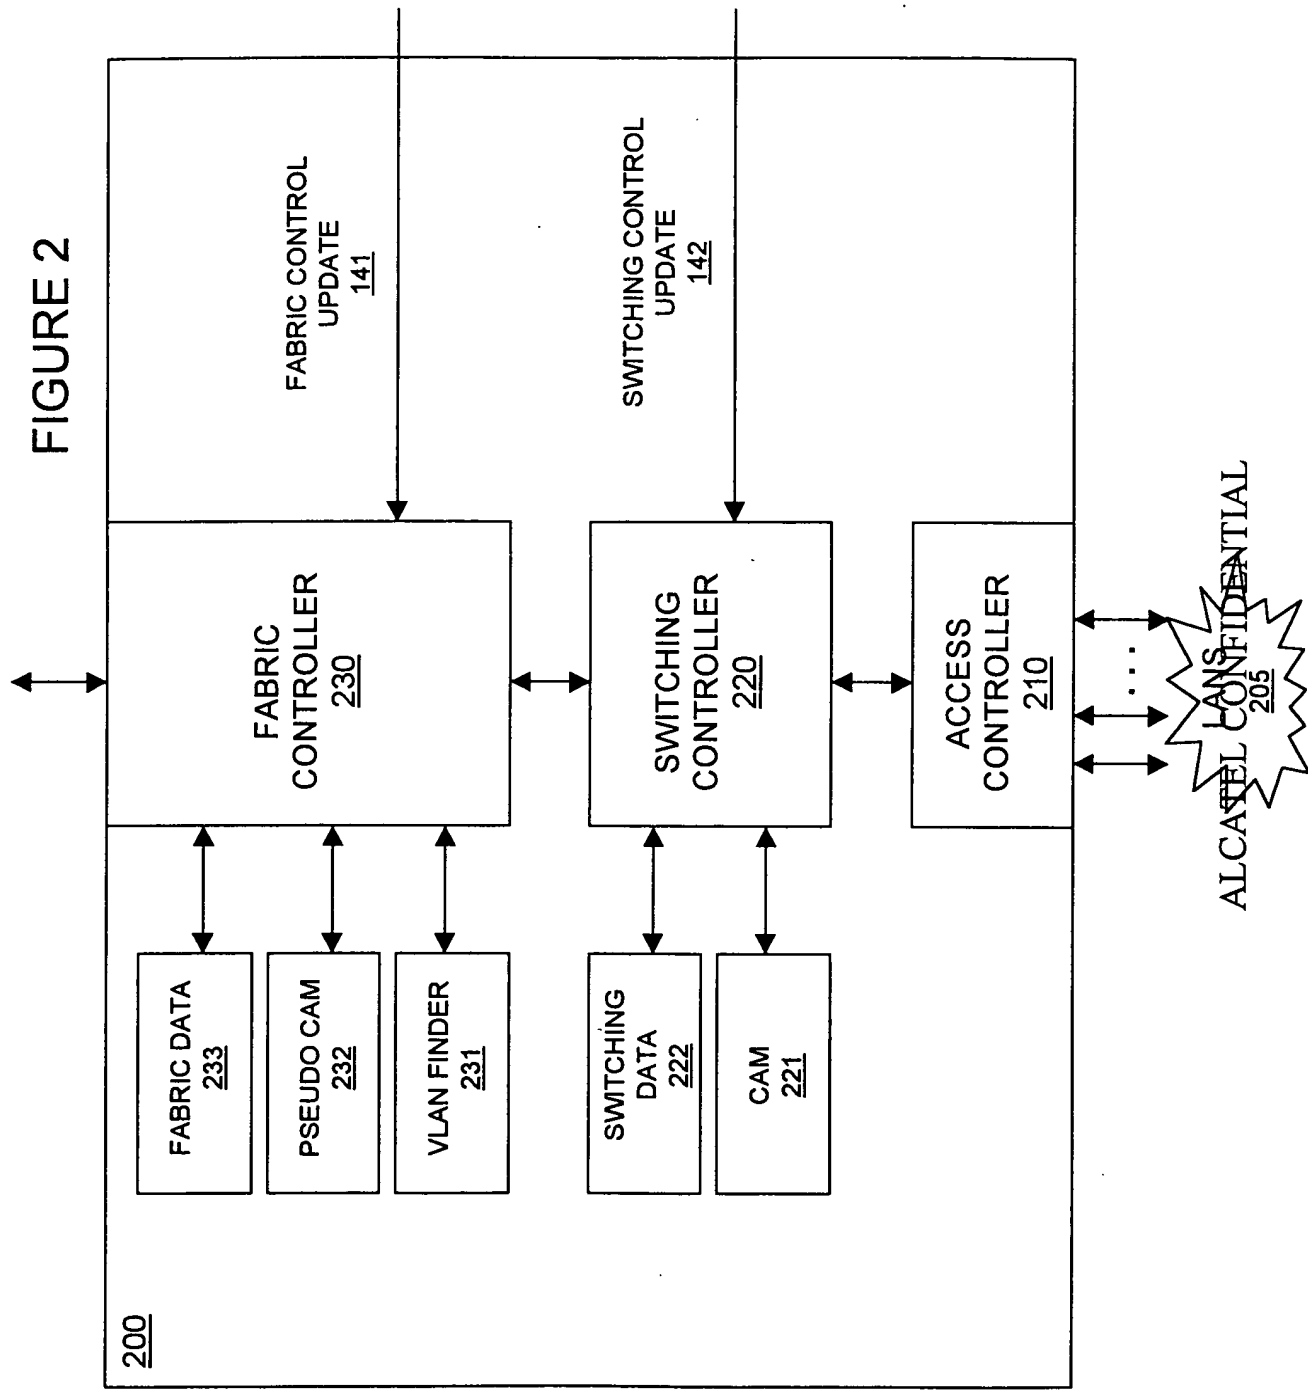 FIGURE 2
200
FABRIC DATA
233
PSEUDO CAM
232
VLAN FINDER
231
SWITCHING
DATA
222
CAM
221
FABRIC
CONTROLLER
230
SWITCHING
CONTROLLER
220
ACCESS
CONTROLLER
210
FABRIC CONTROL
UPDATE
141
SWITCHING CONTROL
UPDATE
142
...
LANS
205
ALCATEL CONFIDENTIAL